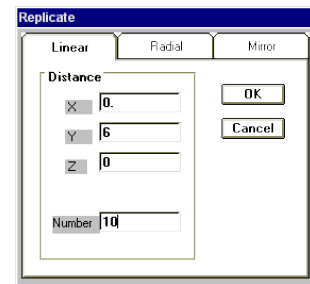 Replicate
Linear Radial Mirror
Distance
X 0.
Y 6
Z 0
Number 10
OK
Cancel